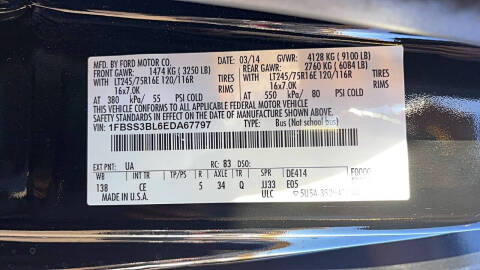 MFD. BY FORD MOTOR CO.
03/14 GVWR: 4128 KG ( 9100 LB)
FRONT GAWR: 1474 KG ( 3250 LB) REAR GAWR: 2760 KG ( 6084 LB)
WITH LT245/75R16E 120/116R TIRES WITH LT245/75R16E 120/116R TIRES
16x7.0K RIMS 16x7.0K RIMS
AT 380 kPa/ 55 PSI COLD AT 550 kPa/ 80 PSI COLD
THIS VEHICLE CONFORMS TO ALL APPLICABLE FEDERAL MOTOR VEHICLE
SAFETY STANDARDS IN EFFECT ON THE DATE OF MANUFACTURE SHOWN ABOVE
VIN: 1FBSS3BL6EDA67797 TYPE: Bus (Not school bus)
EXT PNT: UA RC: 83 DSO:
WB INT TR TP/PS R AXLE TR SPR DE414
138 CE 5 34 Q JJ33 E05
MADE IN U.S.A. ULC